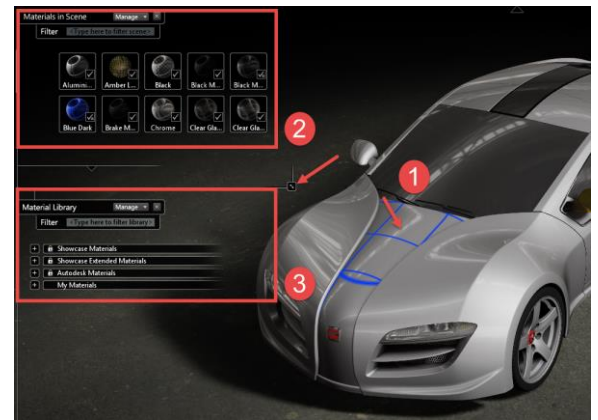 Materials in Scene Manage
Filter <Type here to filter scene>
Alumini... Amber L... Black Black M... Black M...
Blue Dark Brake M... Chrome Clear Gla... Clear Gla...
2
1
Material Library Manage
Filter <Type here to filter library>
Showcase Materials
Showcase Extended Materials
3
Autodesk Materials
My Materials